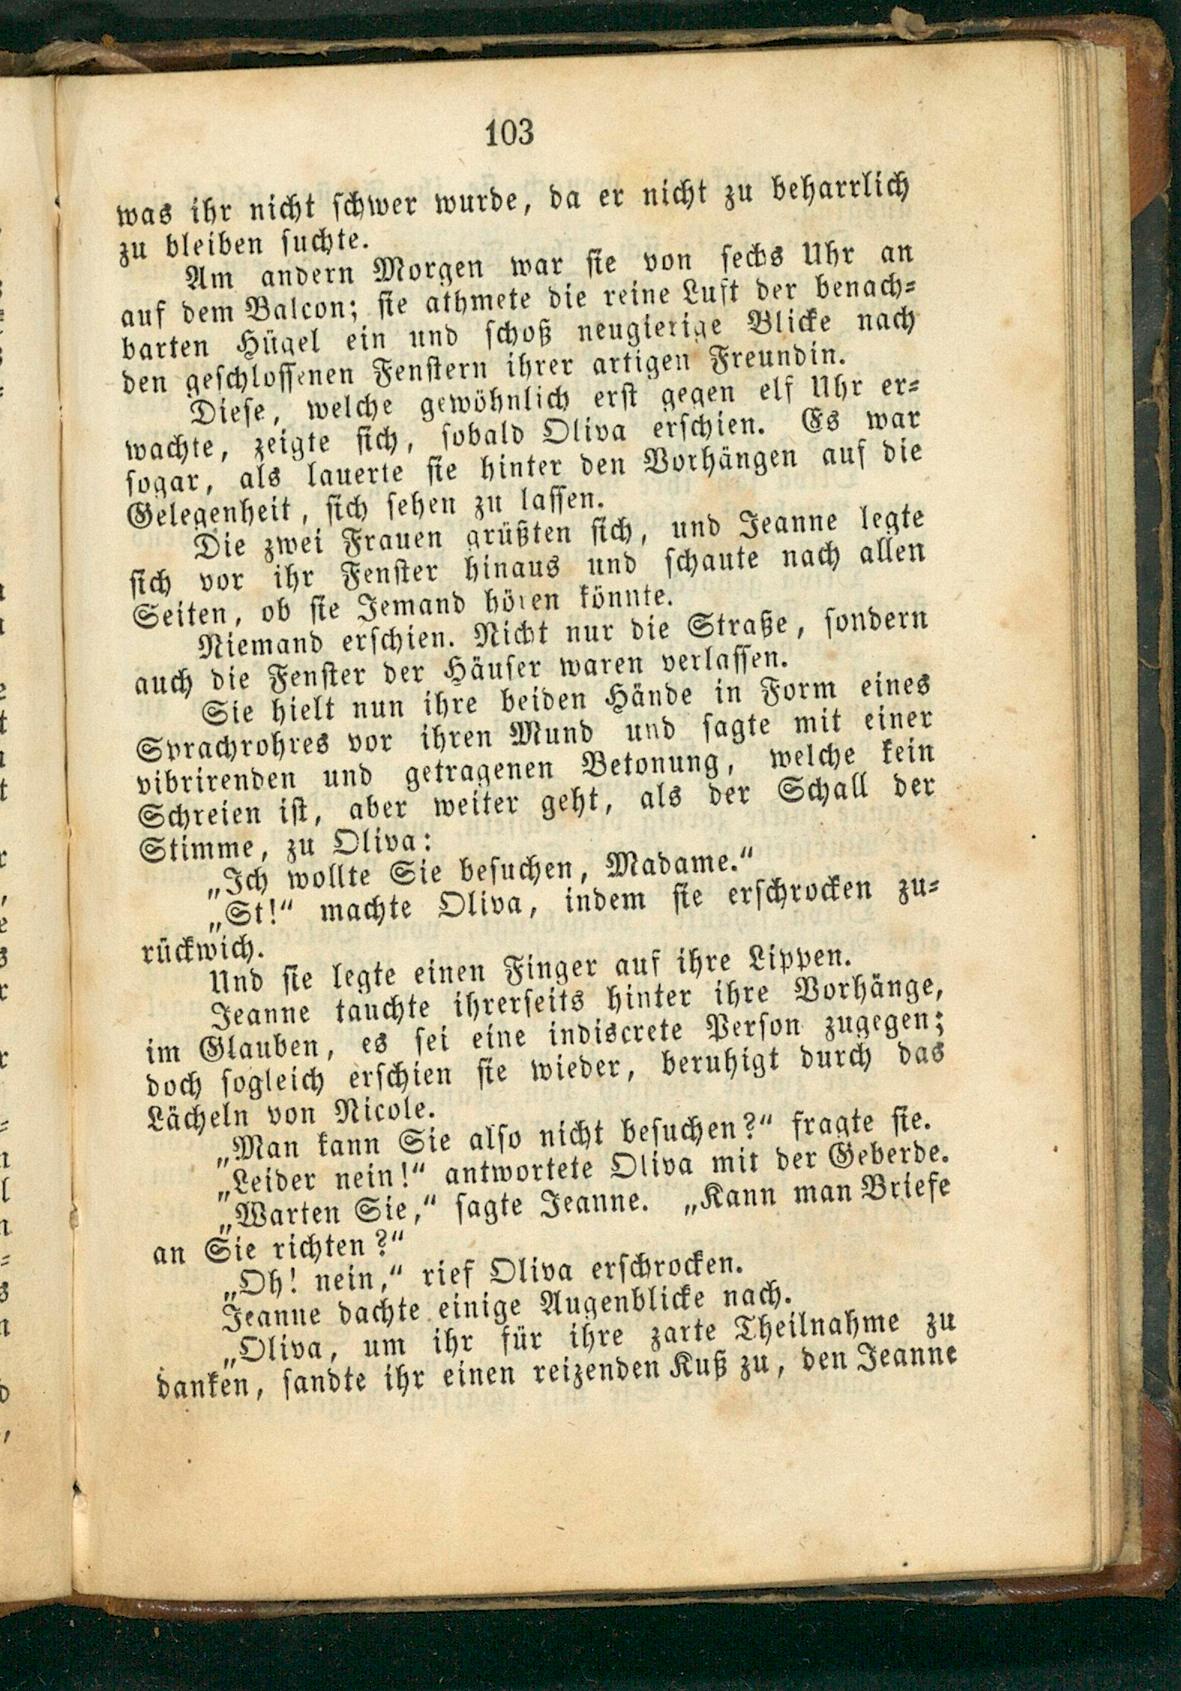 103
was ihr nicht schwer wurde, da er nicht zu beharrlich
zu bleiben suchte.
Am andern Morgen war sie von sechs Uhr an
auf dem Balcon; sie athmete die reine Luft der benach-
barten Hügel ein und schoß neugierige Blicke nach
den geschlossenen Fenstern ihrer artigen Freundin.
Diese, welche gewöhnlich erst gegen elf Uhr er-
wachte, zeigte sich, sobald Oliva erschien. Es war
sogar, als lauerte sie hinter den Vorhängen auf die
Gelegenheit, sich sehen zu lassen.
Die zwei Frauen grüßten sich, und Jeanne legte
sich vor ihr Fenster hinaus und schaute nach allen
Seiten, ob sie Jemand hören könnte.
Niemand erschien. Nicht nur die Straße, sondern
auch die Fenster der Häuser waren verlassen.
Sie hielt nun ihre beiden Hände in Form eines
Sprachrohres vor ihren Mund und sagte mit einer
vibrirenden und getragenen Betonung, welche kein
Schreien ist, aber weiter geht, als der Schall der
Stimme, zu Oliva:
„Ich wollte Sie besuchen, Madame.“
„St!“ machte Oliva, indem sie erschrocken zu-
rückwich.
Und sie legte einen Finger auf ihre Lippen.
Jeanne tauchte ihrerseits hinter ihre Vorhänge,
im Glauben, es sei eine indiscrete Person zugegen;
doch sogleich erschien sie wieder, beruhigt durch das
Lächeln von Nicole.
„Man kann Sie also nicht besuchen?“ fragte sie.
„Leider nein!“ antwortete Oliva mit der Geberde.
„Warten Sie,“ sagte Jeanne. „Kann man Briefe
an Sie richten?“
„Oh! nein,“ rief Oliva erschrocken.
Jeanne dachte einige Augenblicke nach.
„Oliva, um ihr für ihre zarte Theilnahme zu
danken, sandte ihr einen reizenden Kuß zu, den Jeanne